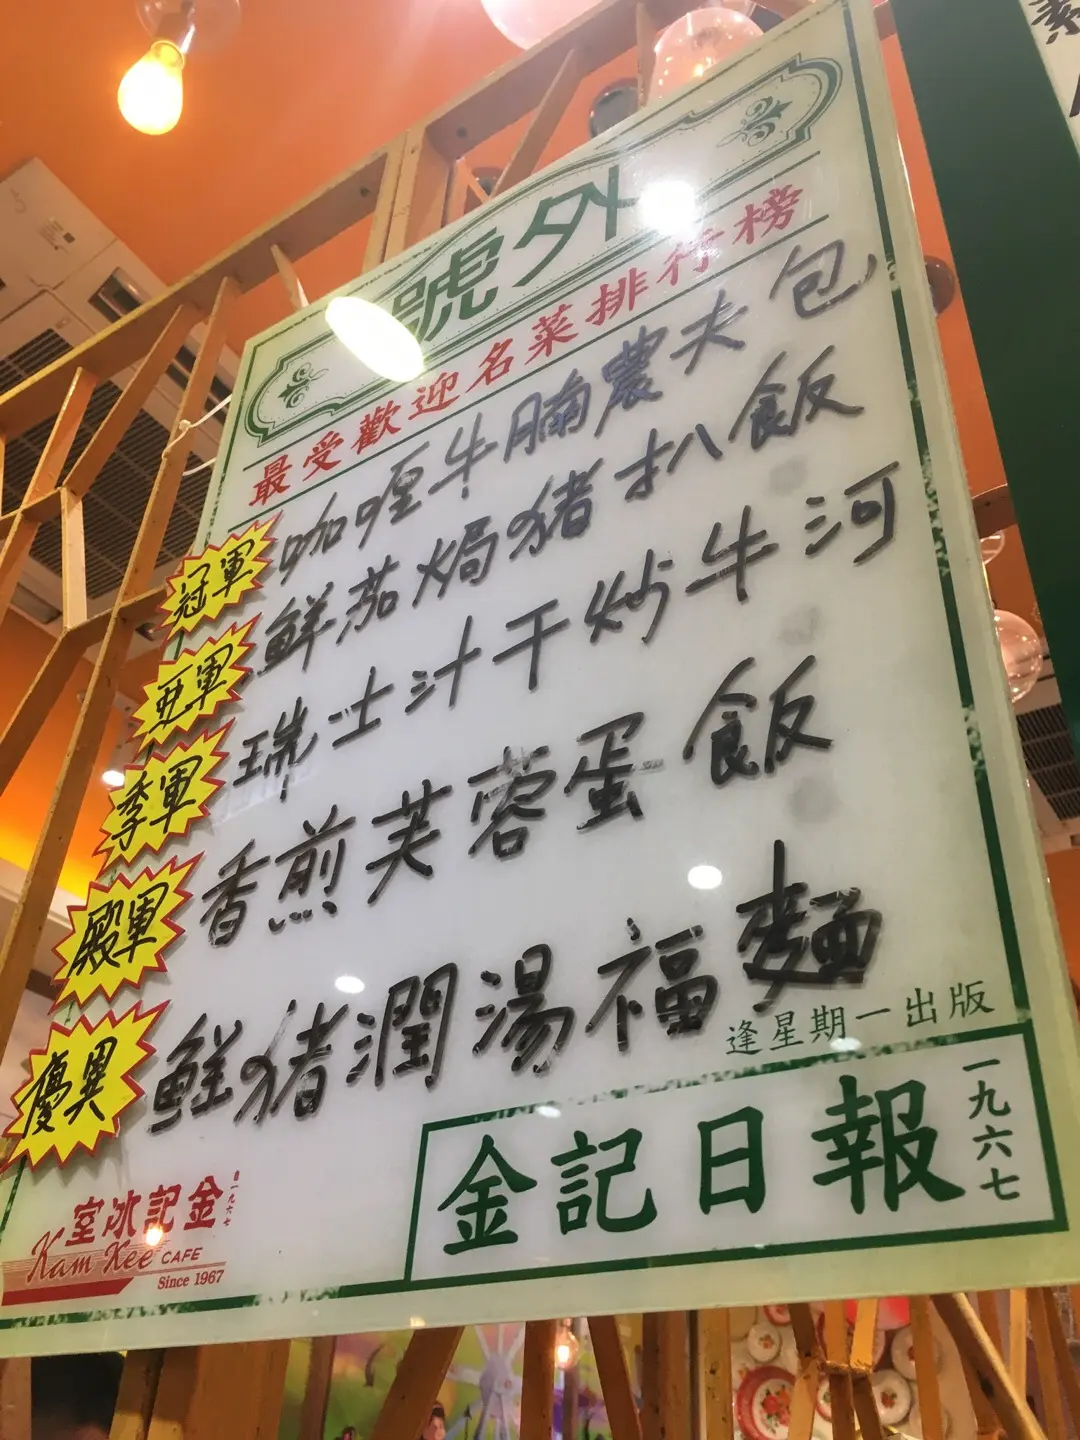 號外
最受歡迎名菜排行榜
冠軍 咖喱牛腩農夫包
亞軍 鮮茄焗豬扒飯
季軍 瑞士汁干炒牛河
殿軍 香煎芙蓉蛋飯
優異 鮮豬潤湯福麵
逢星期一出版
金記日報 一九六七
金記冰室 自一九六七
Kam Kee CAFE
Since 1967
素